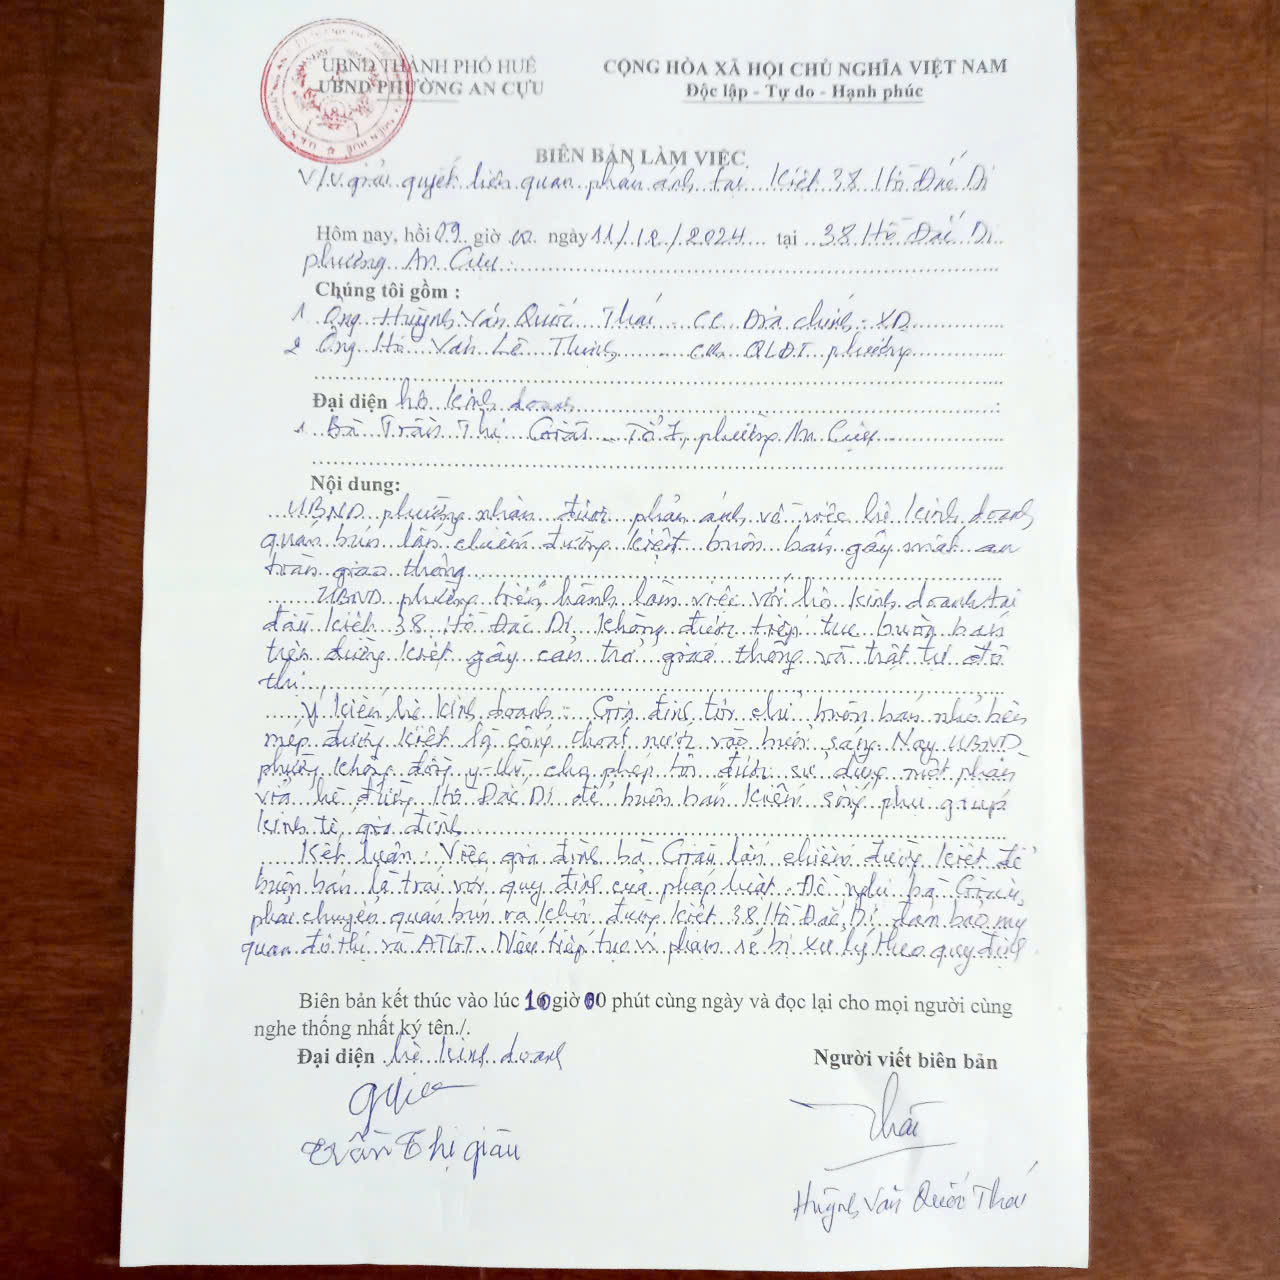 UBND THÀNH PHỐ HUẾ
UBND PHƯỜNG AN CỰU
CỘNG HÒA XÃ HỘI CHỦ NGHĨA VIỆT NAM
Độc lập - Tự do - Hạnh phúc
BIÊN BẢN LÀM VIỆC
V/v giải quyết liên quan phản ánh tại kiệt 38 Hồ Đắc Di
Hôm nay, hồi 09 giờ 00 ngày 11/12/2024 tại 38 Hồ Đắc Di
phường An Cựu
Chúng tôi gồm :
1 Ông Huỳnh Văn Quốc Thái - CC Địa chính - XD
2 Ông Hồ Văn Lê Thịnh QLĐT phường
Đại diện hộ kinh doanh
1 Bà Trần Thị Giàu - Tổ 7, phường An Cựu
Nội dung:
UBND phường nhận được phản ánh về việc hộ kinh doanh
quán bún lấn chiếm đường kiệt buôn bán gây mất an
toàn giao thông
UBND phường tiến hành làm việc với hộ kinh doanh tại
đầu kiệt 38 Hồ Đắc Di, không được tiếp tục buôn bán
trên đường kiệt gây cản trở giao thông và trật tự đô
thị.
Ý kiến hộ kinh doanh: Gia đình tôi chỉ buôn bán nhỏ bên
mép đường kiệt là cống thoát nước vào buổi sáng. Nay UBND
phường không đồng ý thì cho phép tôi được sử dụng một phần
vỉa hè đường Hồ Đắc Di để buôn bán kiếm sống phụ giúp
kinh tế gia đình
Kết luận: Việc gia đình bà Giàu lấn chiếm đường kiệt để
buôn bán là trái với quy định của pháp luật. Đề nghị bà Giàu
phải chuyển quán bún ra khỏi đường kiệt 38 Hồ Đắc Di đảm bảo mỹ
quan đô thị và ATGT. Nếu tiếp tục vi phạm sẽ bị xử lý theo quy định
Biên bản kết thúc vào lúc 10 giờ 00 phút cùng ngày và đọc lại cho mọi người cùng
nghe thống nhất ký tên./.
Đại diện hộ kinh doanh
Người viết biên bản
Giàu
Thái
Trần Thị Giàu
Huỳnh Văn Quốc Thái